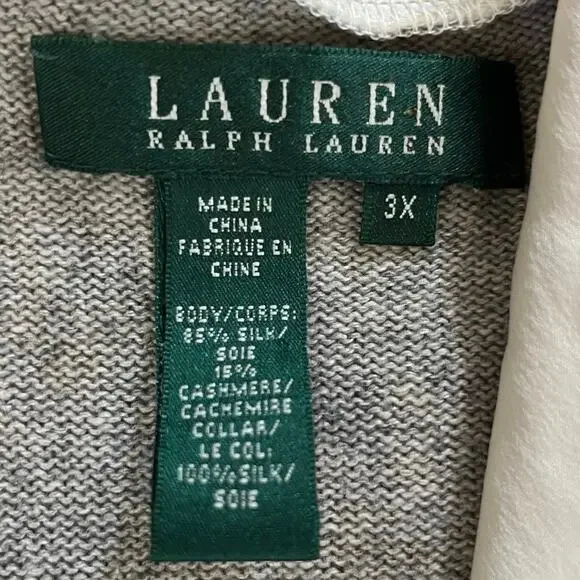 LAUREN
RALPH LAUREN
3X
MADE IN
CHINA
FABRIQUE EN
CHINE
BODY/CORPS:
85% SILK/
SOIE
15%
CASHMERE/
CACHEMIRE
COLLAR/
LE COL:
100%SILK/
SOIE